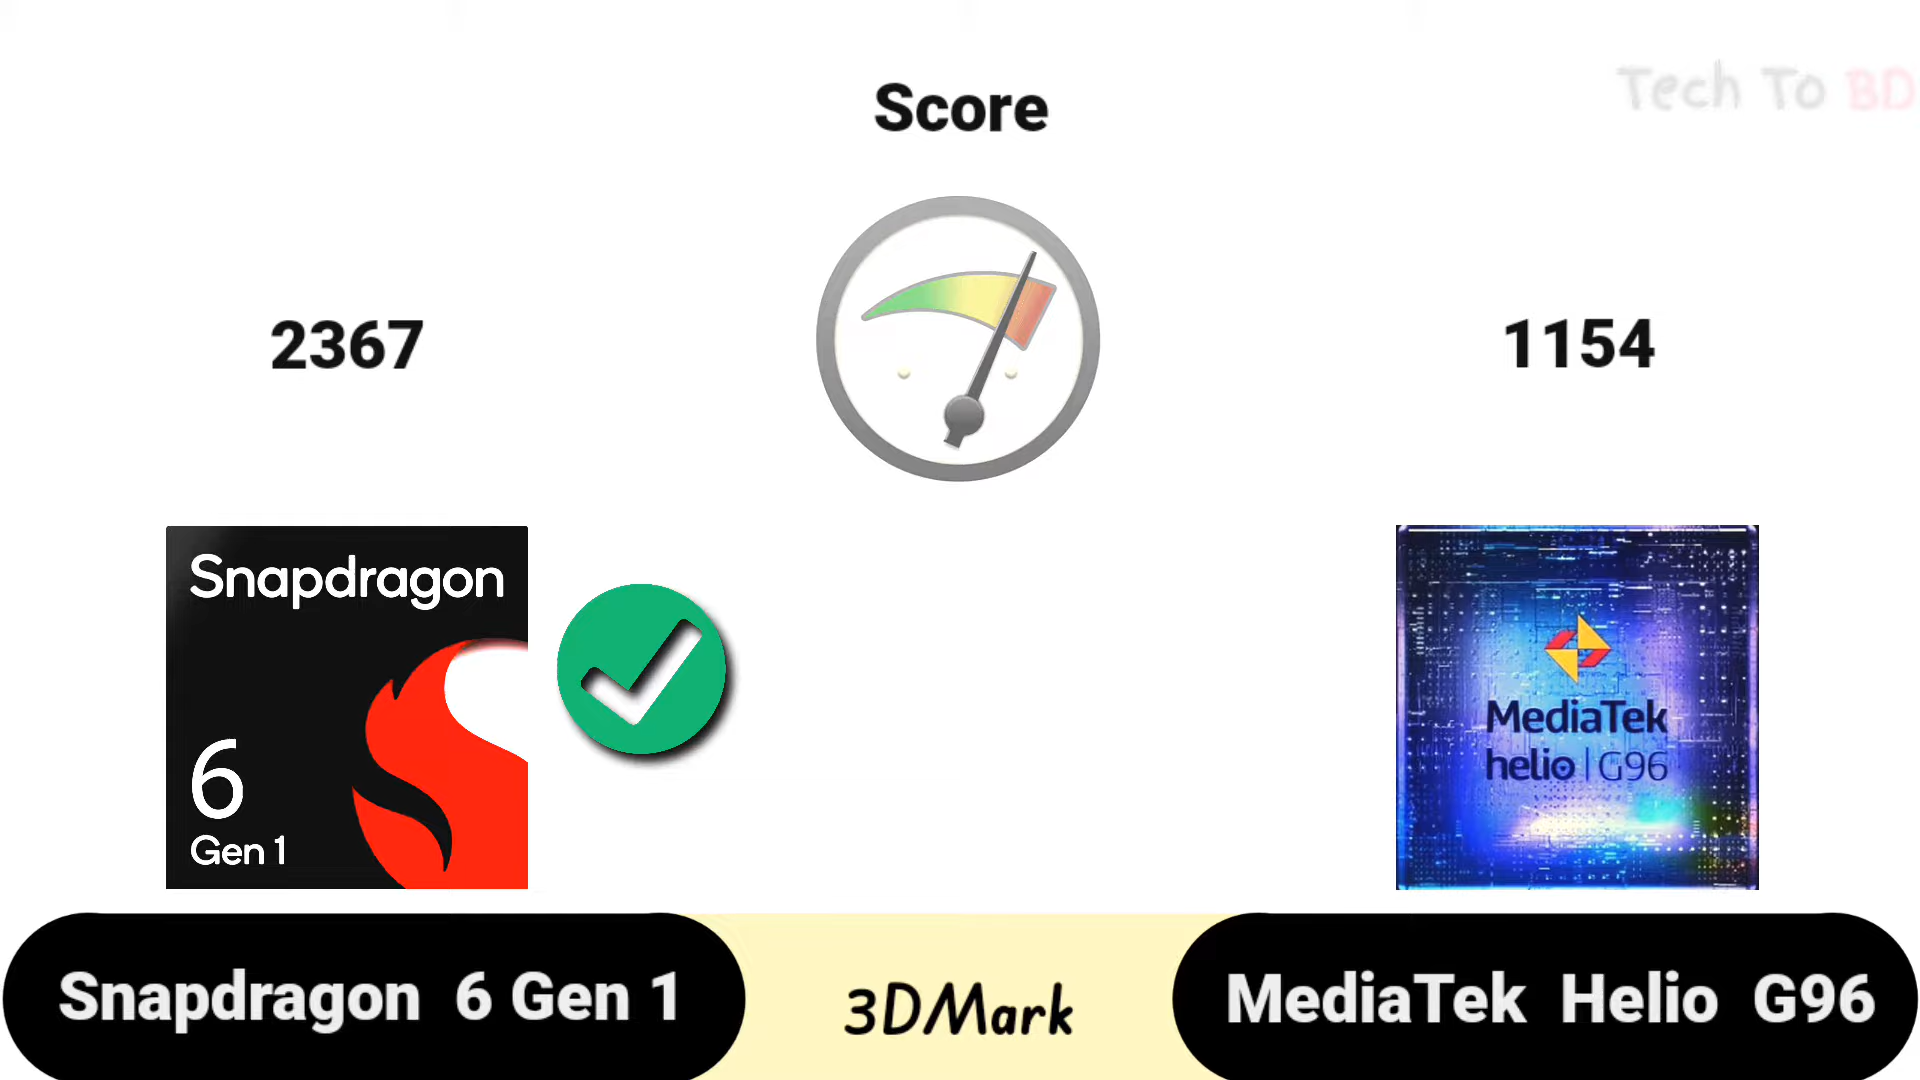 Tech To BD
Score
2367
1154
Snapdragon
6
Gen 1
MediaTek
helio | G96
Snapdragon 6 Gen 1
3DMark
MediaTek Helio G96